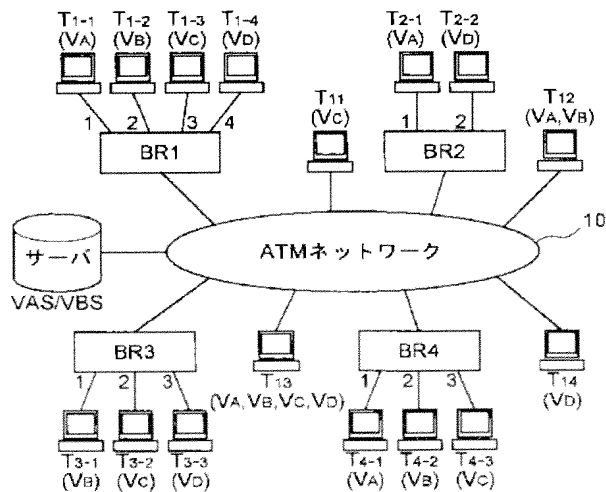 T1-1 T1-2 T1-3 T1-4
(VA) (VB) (VC) (VD)
T2-1 T2-2
(VA) (VD)
T11
(VC)
T12
(VA,VB)
1 2 3 4
BR1
1 2
BR2
10
サーバ
VAS/VBS
ATMネットワーク
BR3
1 2 3
T13
(VA,VB,VC,VD)
BR4
1 2 3
T14
(VD)
T3-1 T3-2 T3-3
(VB) (VC) (VD)
T4-1 T4-2 T4-3
(VA) (VB) (VC)